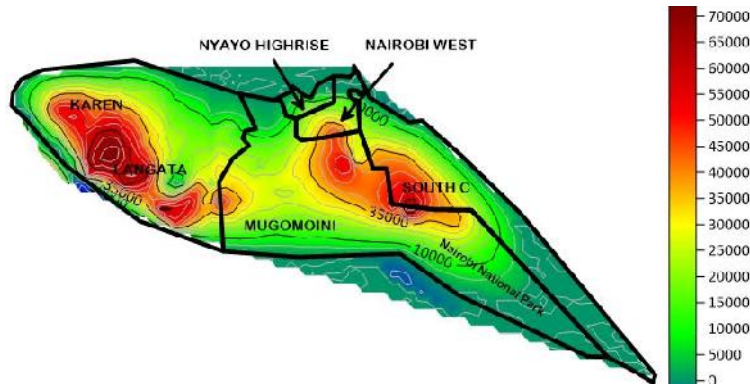 NYAYO HIGHRISE
NAIROBI WEST
KAREN
LANGATA
35000
MUGOMOINI
SOUTH C
35000
10000
Nairobi National Park
70000
65000
60000
55000
50000
45000
40000
35000
30000
25000
20000
15000
10000
5000
0